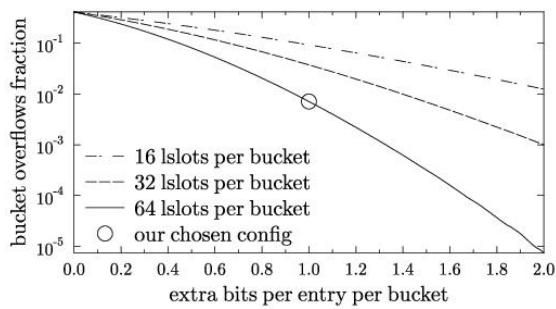 bucket overflows fraction
10-1
10-2
10-3
10-4
10-5
16 lslots per bucket
32 lslots per bucket
64 lslots per bucket
our chosen config
0.0 0.2 0.4 0.6 0.8 1.0 1.2 1.4 1.6 1.8 2.0
extra bits per entry per bucket